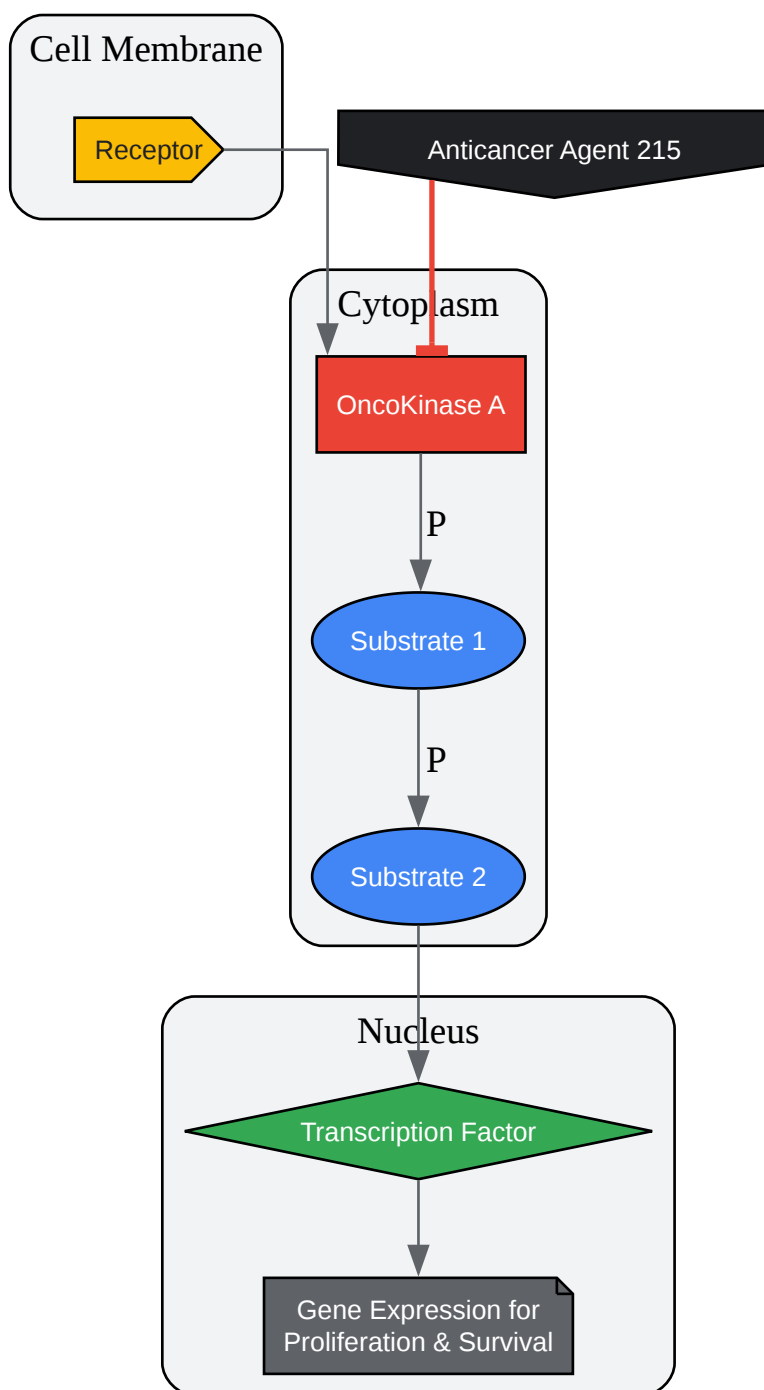 Cell Membrane
Receptor
Anticancer Agent 215
Cytoplasm
OncoKinase A
P
Substrate 1
P
Substrate 2
Nucleus
Transcription Factor
Gene Expression for
Proliferation & Survival